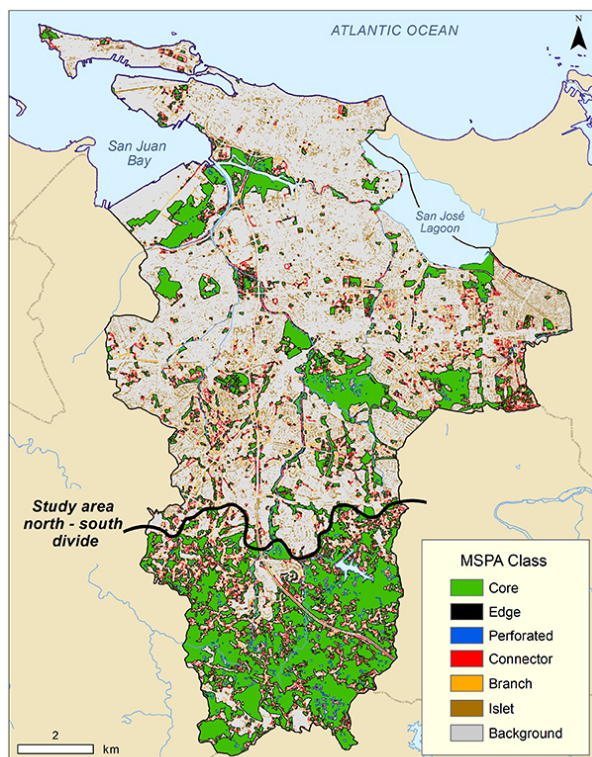 ATLANTIC OCEAN
N
San Juan
Bay
San José
Lagoon
Study area
north - south
divide
MSPA Class
Core
Edge
Perforated
Connector
Branch
Islet
Background
2
km